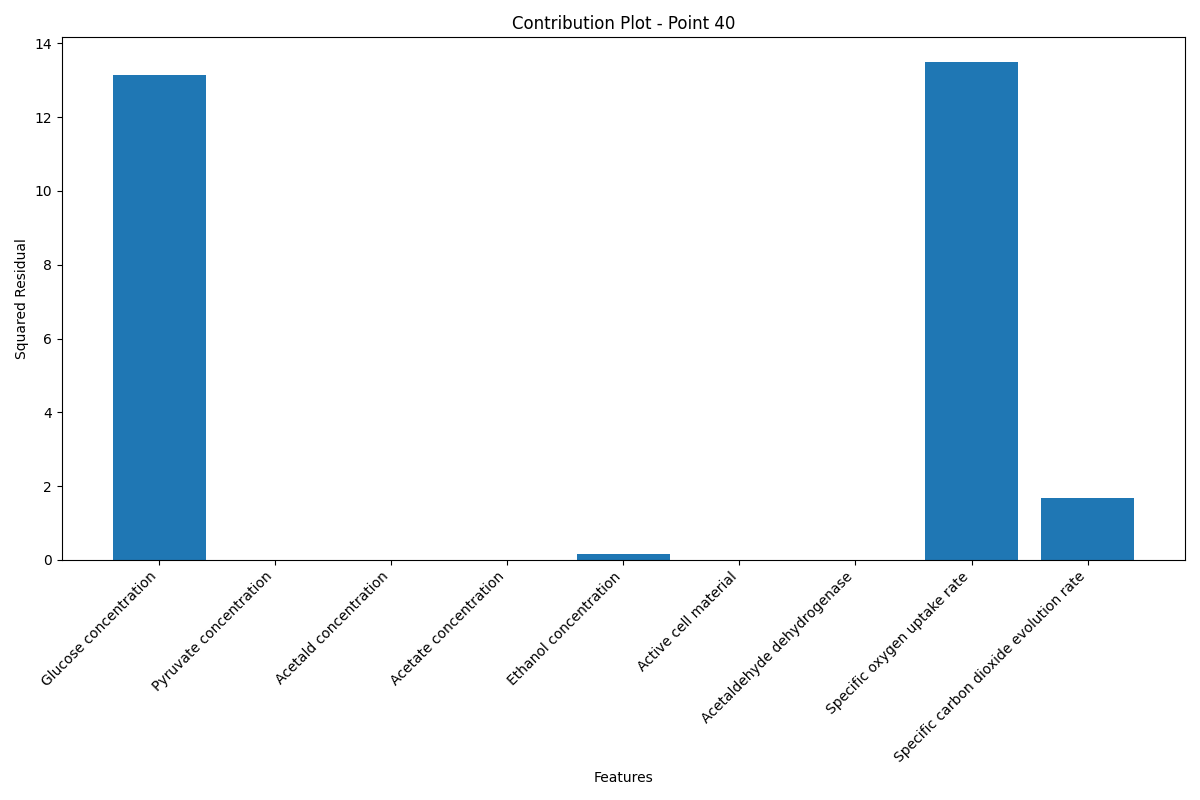 Contribution Plot - Point 40
14
12
10
8
6
4
2
0
Squared Residual
Glucose concentration
Pyruvate concentration
Acetald concentration
Acetate concentration
Ethanol concentration
Active cell material
Acetaldehyde dehydrogenase
Specific oxygen uptake rate
Specific carbon dioxide evolution rate
Features